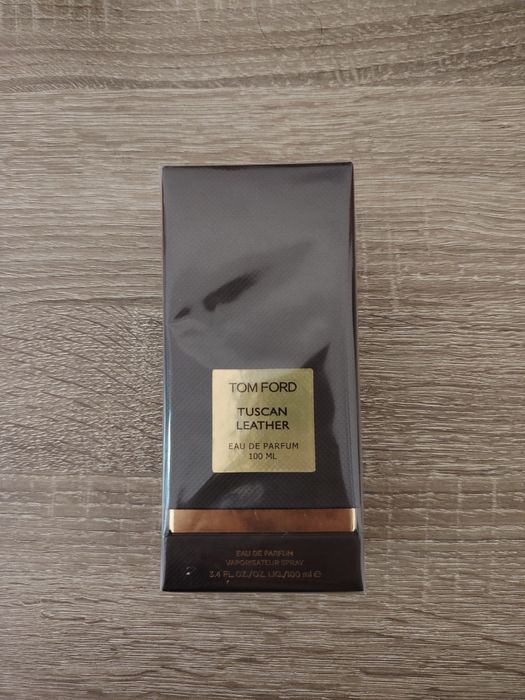 TOM FORD
TUSCAN
LEATHER
EAU DE PARFUM
100 ML
EAU DE PARFUM
VAPORISATEUR SPRAY
3.4 FL. OZ./OZ. LIQ./100 ml ℮